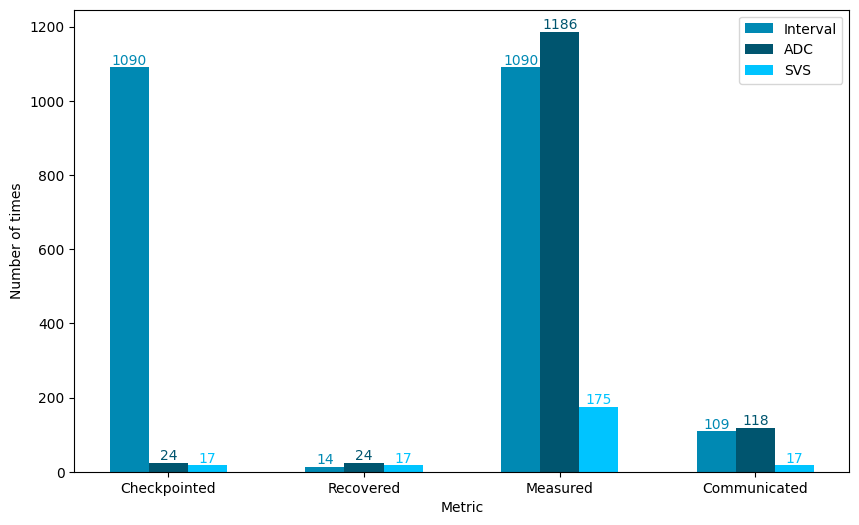 1200
1000
800
600
400
200
0
Number of times
1090
24
17
14
24
17
1090
1186
175
109
118
17
Interval
ADC
SVS
Checkpointed
Recovered
Measured
Communicated
Metric